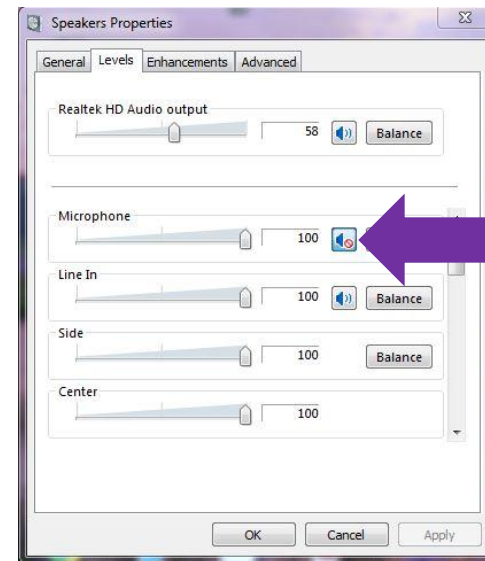 Speakers Properties
General Levels Enhancements Advanced
Realtek HD Audio output
58 Balance
Microphone
100
Line In
100 Balance
Side
100 Balance
Center
100
OK Cancel Apply